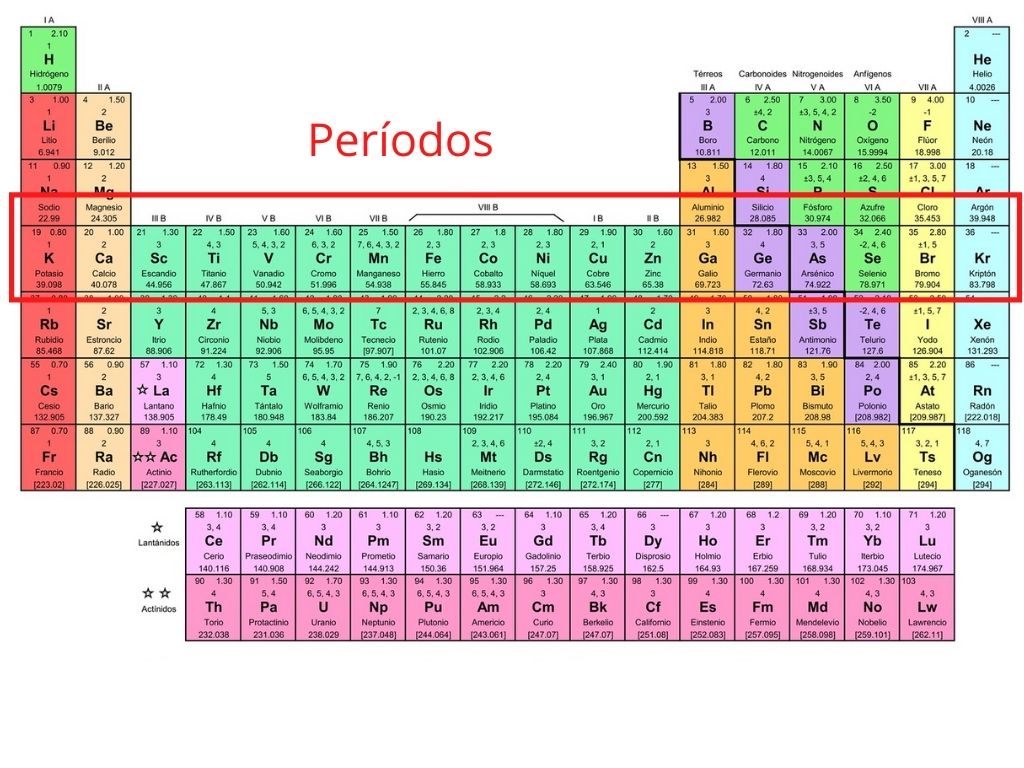 I A VIII A
1 2.10 2 ---
1
H He
Hidrógeno Helio
1.0079 4.0026
II A
Térreos Carbonoides Nitrogenoides Anfígenos
III A IV A V A VI A VII A
3 1.00 4 1.50 5 2.00 6 2.50 7 3.00 8 3.50 9 4.00 10 ---
1 2 3 ±4, 2 ±3, 5, 4, 2 -2 -1
Li Be B C N O F Ne
Litio Berilio Boro Carbono Nitrógeno Oxígeno Flúor Neón
6.941 9.012 10.811 12.011 14.0067 15.9994 18.998 20.18
Períodos
11 0.90 12 1.20 13 1.50 14 1.80 15 2.10 16 2.50 17 3.00 18 ---
1 2 3 4 ±3, 5, 4 ±2, 4, 6 ±1, 3, 5, 7
Na Mg Al Si P S Cl Ar
Sodio Magnesio Aluminio Silicio Fósforo Azufre Cloro Argón
22.99 24.305 26.982 28.085 30.974 32.066 35.453 39.948
III B IV B V B VI B VII B VIII B I B II B
19 0.80 20 1.00 21 1.30 22 1.50 23 1.60 24 1.60 25 1.50 26 1.80 27 1.80 28 1.80 29 1.90 30 1.60 31 1.60 32 1.80 33 2.00 34 2.40 35 2.80 36 ---
1 2 3 4, 3 5, 4, 3, 2 6, 3, 2 7, 6, 4, 3, 2 2, 3 2, 3 2, 3 2, 1 2 3 4 3, 5 -2, 4, 6 ±1, 5
K Ca Sc Ti V Cr Mn Fe Co Ni Cu Zn Ga Ge As Se Br Kr
Potasio Calcio Escandio Titanio Vanadio Cromo Manganeso Hierro Cobalto Níquel Cobre Zinc Galio Germanio Arsénico Selenio Bromo Kriptón
39.098 40.078 44.956 47.867 50.942 51.996 54.938 55.845 58.933 58.693 63.546 65.38 69.723 72.63 74.922 78.971 79.904 83.798
1 2 3 4 5, 3 6, 5, 4, 3, 2 7 2, 3, 4, 6, 8 2, 3, 4 2, 4 1 2 3 4, 2 ±3, 5 -2, 4, 6 ±1, 5, 7
Rb Sr Y Zr Nb Mo Tc Ru Rh Pd Ag Cd In Sn Sb Te I Xe
Rubidio Estroncio Itrio Circonio Niobio Molibdeno Tecnecio Rutenio Rodio Paladio Plata Cadmio Indio Estaño Antimonio Telurio Yodo Xenón
85.468 87.62 88.906 91.224 92.906 95.95 [97.907] 101.07 102.906 106.42 107.868 112.414 114.818 118.71 121.76 127.6 126.904 131.293
55 0.70 56 0.90 57 1.10 72 1.30 73 1.50 74 1.70 75 1.90 76 2.20 77 2.20 78 2.20 79 2.40 80 1.90 81 1.80 82 1.80 83 1.90 84 2.00 85 2.20 86 ---
1 2 3 4 5 6, 5, 4, 3, 2 7, 6, 4, 2, -1 2, 3, 4, 6, 8 2, 3, 4, 6 2, 4 3, 1 2, 1 3, 1 4, 2 3, 5 2, 4 ±1, 3, 5, 7
Cs Ba ☆ La Hf Ta W Re Os Ir Pt Au Hg Tl Pb Bi Po At Rn
Cesio Bario Lantano Hafnio Tántalo Wolframio Renio Osmio Iridio Platino Oro Mercurio Talio Plomo Bismuto Polonio Astato Radón
132.905 137.327 138.905 178.49 180.948 183.84 186.207 190.23 192.217 195.084 196.967 200.592 204.383 207.2 208.98 [208.982] [209.987] [222.018]
87 0.70 88 0.90 89 1.10 104 105 106 107 108 109 110 111 112 113 114 115 116 117 118
1 2 3 4 5, 4, 3 6, 5, 4, 3 4, 5, 3 2, 3, 4, 6 ±2, 4 3, 1 2, 1 3 4, 6, 2 5, 4, 1 5, 4, 3 3, 2, 1 4, 7
Fr Ra ☆☆ Ac Rf Db Sg Bh Hs Mt Ds Rg Cn Nh Fl Mc Lv Ts Og
Francio Radio Actinio Rutherfordio Dubnio Seaborgio Bohrio Hasio Meitnerio Darmstatio Roentgenio Copernicio Nihonio Flerovio Moscovio Livermorio Teneso Oganesón
[223.02] [226.025] [227.027] [263.113] [262.114] [266.122] [264.1247] [269.134] [268.139] [272.146] [272.174] [277] [284] [289] [288] [292] [294] [294]
58 1.10 59 1.10 60 1.10 61 1.10 62 1.20 63 --- 64 1.10 65 1.20 66 --- 67 1.20 68 1.2 69 1.20 70 1.10 71 1.20
☆ 3, 4 3, 4 3 3 3, 2 3, 2 3 3, 4 3 3 3 3, 2 3, 2 3
Ce Pr Nd Pm Sm Eu Gd Tb Dy Ho Er Tm Yb Lu
Lantánidos Cerio Praseodimio Neodimio Prometio Samario Europio Gadolinio Terbio Disprosio Holmio Erbio Tulio Iterbio Lutecio
140.116 140.908 144.242 144.913 150.36 151.964 157.25 158.925 162.5 164.93 167.259 168.934 173.045 174.967
90 1.30 91 1.50 92 1.70 93 1.30 94 1.30 95 1.30 96 1.30 97 1.30 98 1.30 99 1.30 100 1.30 101 1.30 102 1.30 103
☆ ☆ 4 5, 4 6, 5, 4, 3 6, 5, 4, 3 6, 5, 4, 3 6, 5, 4, 3 3 4, 3 3 3 3 3 4, 3 4, 3
Th Pa U Np Pu Am Cm Bk Cf Es Fm Md No Lw
Actínidos Torio Protactinio Uranio Neptunio Plutonio Americio Curio Berkelio Californio Einstenio Fermio Mendelevio Nobelio Lawrencio
232.038 231.036 238.029 [237.048] [244.064] [243.061] [247.07] [247.07] [251.08] [252.083] [257.095] [258.098] [259.101] [262.11]